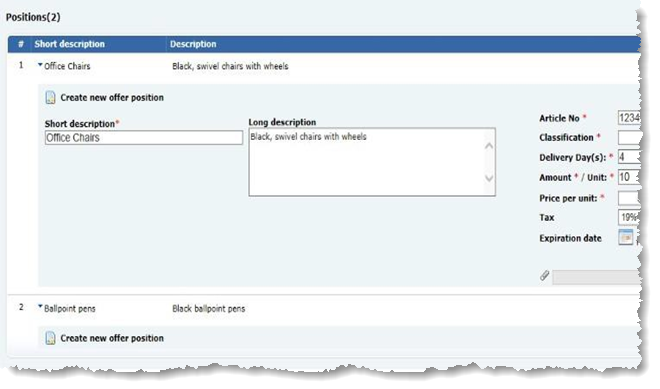 Positions(2)
# Short description Description
1 Office Chairs Black, swivel chairs with wheels
Create new offer position
Short description* Long description
Office Chairs Black, swivel chairs with wheels
Article No * 1234
Classification *
Delivery Day(s): * 4
Amount * / Unit: * 10
Price per unit: *
Tax 19%
Expiration date
2 Ballpoint pens Black ballpoint pens
Create new offer position